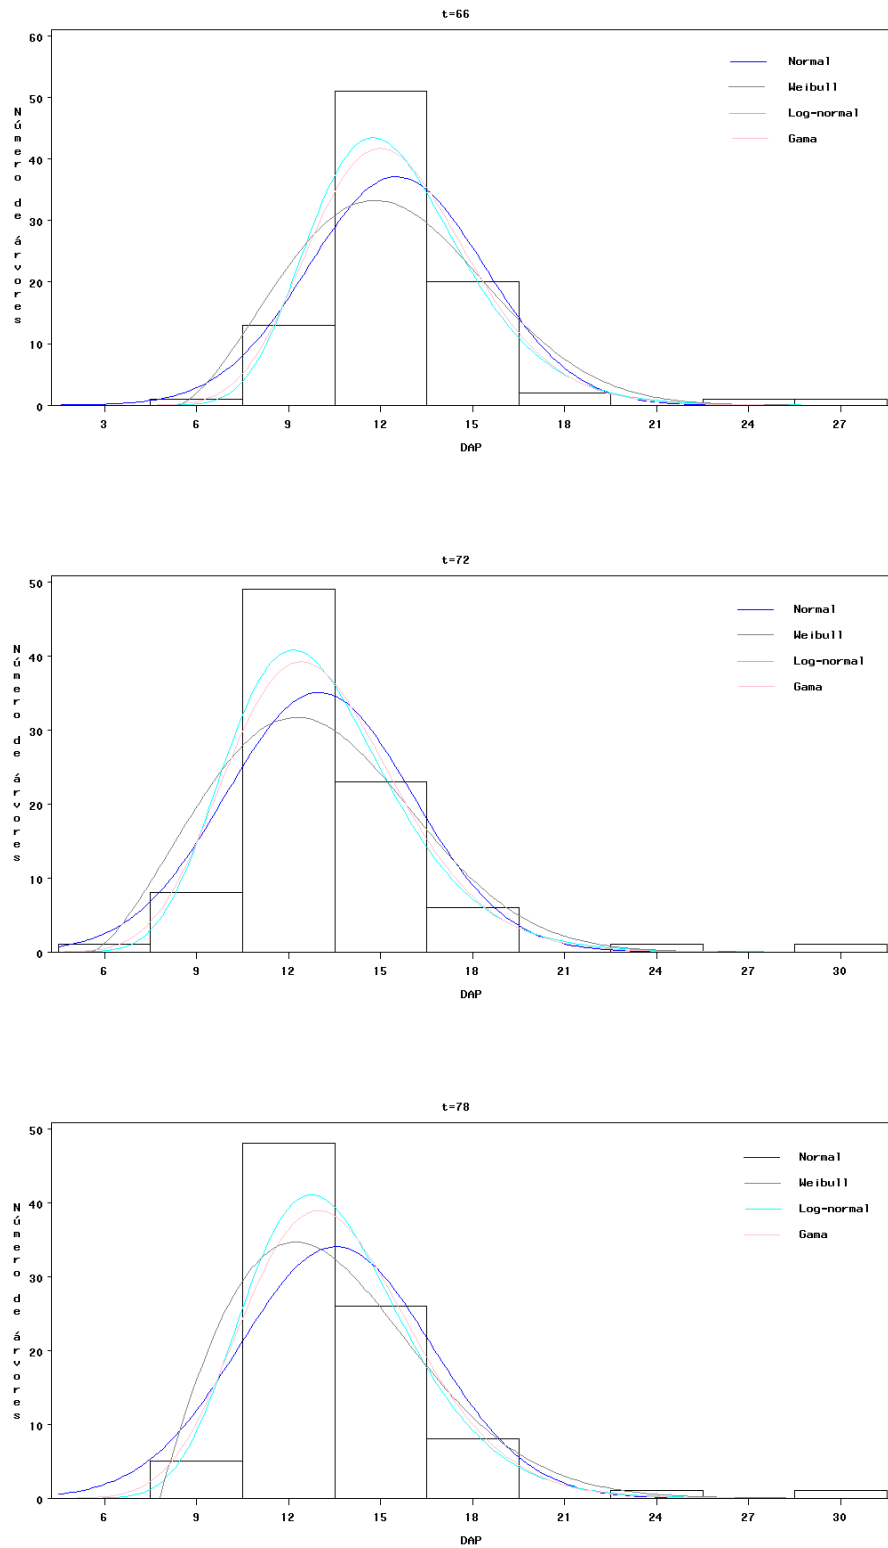 t=66
60
50
40
30
20
10
0
Número de árvores
Normal
Weibull
Log-normal
Gama
3 6 9 12 15 18 21 24 27
DAP
t=72
50
40
30
20
10
0
Número de árvores
Normal
Weibull
Log-normal
Gama
6 9 12 15 18 21 24 27 30
DAP
t=78
50
40
30
20
10
0
Número de árvores
Normal
Weibull
Log-normal
Gama
6 9 12 15 18 21 24 27 30
DAP